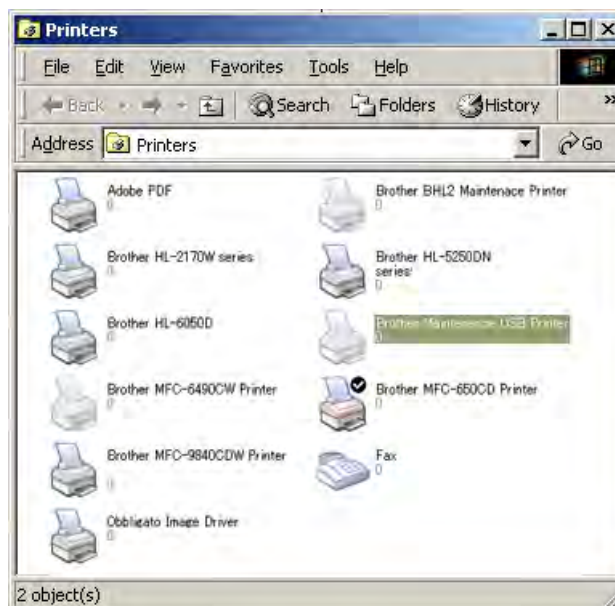 Printers
File Edit View Favorites Tools Help
Back Search Folders History »
Address Printers Go
Adobe PDF
0
Brother BHL2 Maintenace Printer
0
Brother HL-2170W series
0
Brother HL-5250DN
series
0
Brother HL-6050D
0
Brother Maintenance USB Printer
0
Brother MFC-6490CW Printer
0
Brother MFC-650CD Printer
0
Brother MFC-9840CDW Printer
0
Fax
0
Obbligato Image Driver
0
2 object(s)